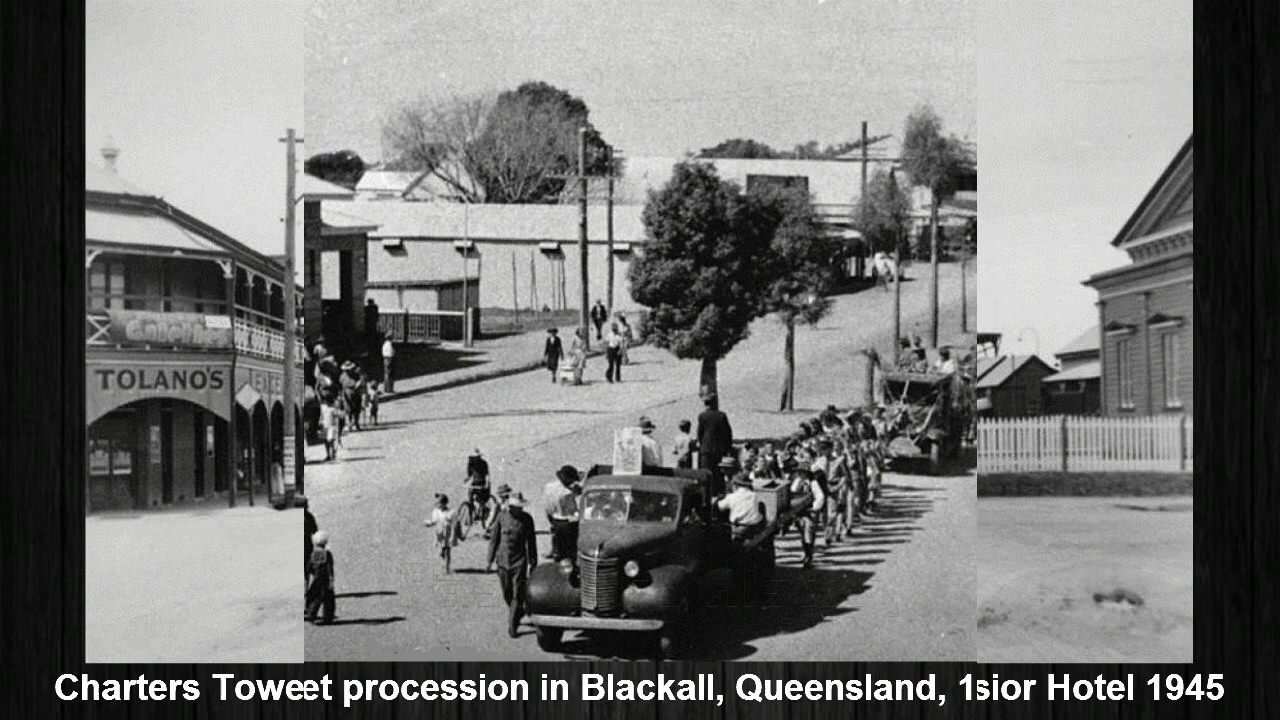 TOLANO'S
Charters Toweet procession in Blackall, Queensland, 1sior Hotel 1945